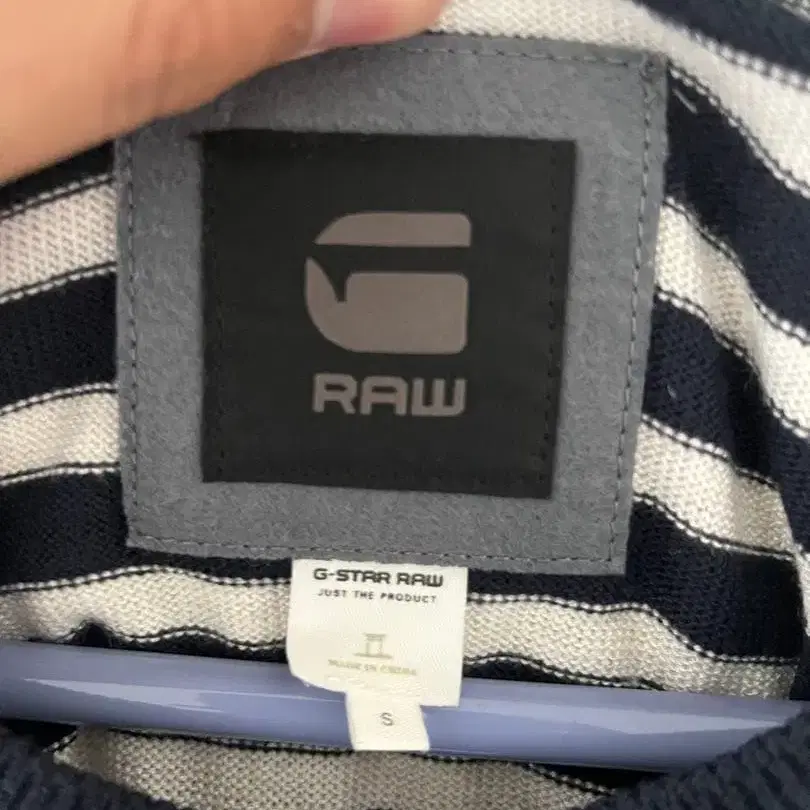 RAW
G-STAR RAW
JUST THE PRODUCT
MADE IN CHINA
S